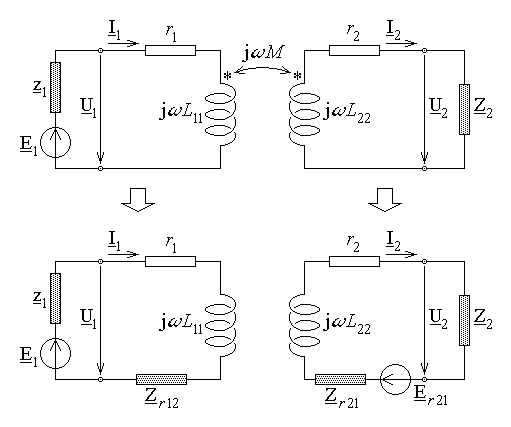 I1 r1 r2 I2
jωM
* *
z1 U1 jωL11 jωL22 U2 Z2
E1
I1 r1 r2 I2
z1 U1 jωL11 jωL22 U2 Z2
E1
Zr12 Zr21 Er21